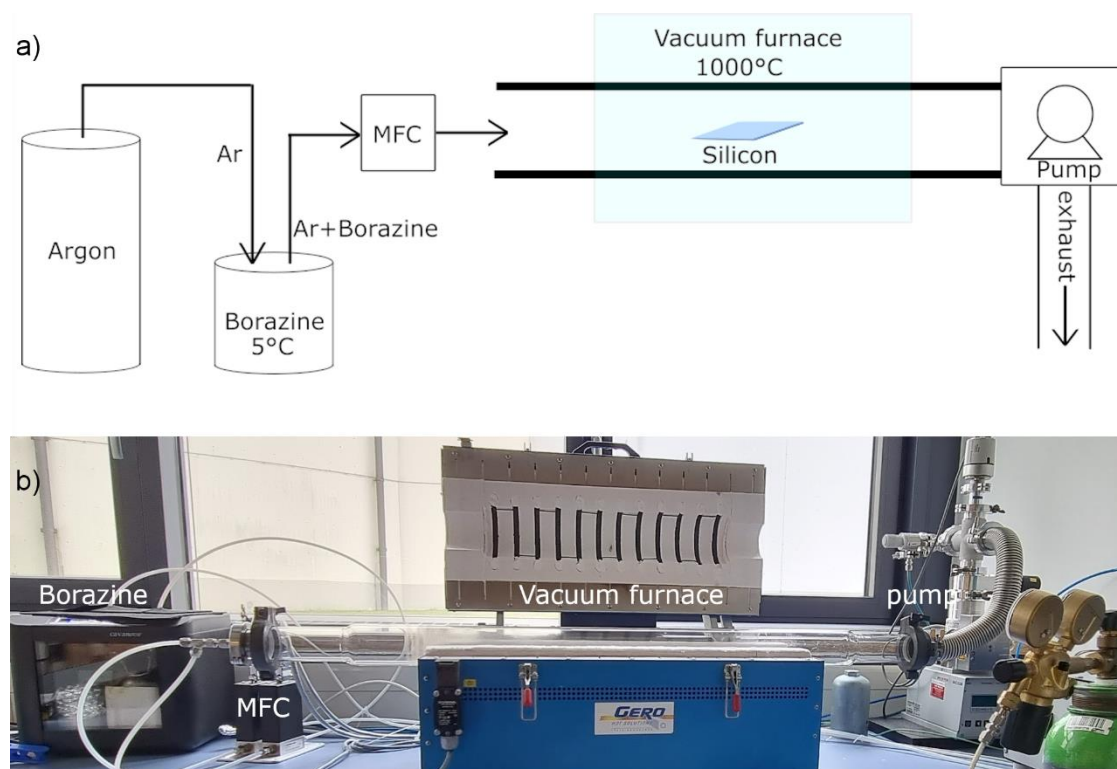 a)
Vacuum furnace
1000°C
Ar
MFC
Silicon
Pump
Argon
Ar+Borazine
Borazine
5°C
exhaust
b)
Borazine
Vacuum furnace
pump
MFC
GERO